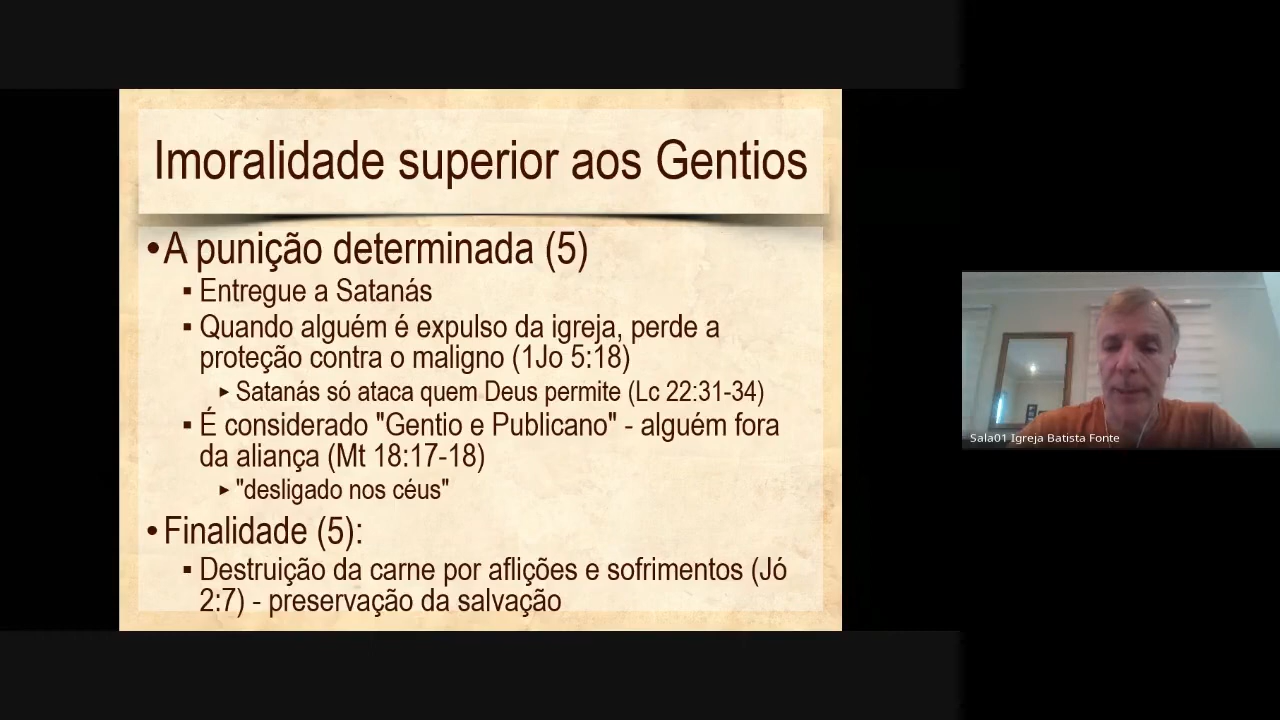 Imoralidade superior aos Gentios
•A punição determinada (5)
▪ Entregue a Satanás
▪ Quando alguém é expulso da igreja, perde a
proteção contra o maligno (1Jo 5:18)
▸ Satanás só ataca quem Deus permite (Lc 22:31-34)
▪ É considerado "Gentio e Publicano" - alguém fora
da aliança (Mt 18:17-18)
▸ "desligado nos céus"
• Finalidade (5):
▪ Destruição da carne por aflições e sofrimentos (Jó
2:7) - preservação da salvação
Sala01 Igreja Batista Fonte